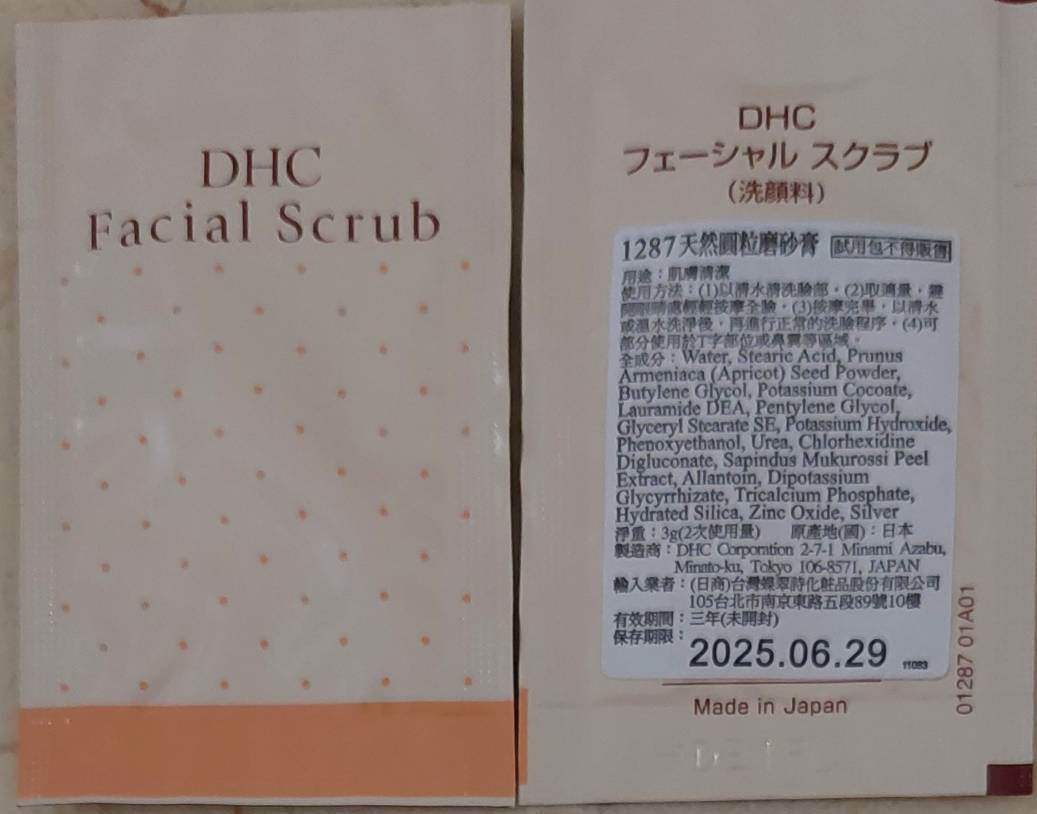 DHC
Facial Scrub
DHC
フェーシャル スクラブ
(洗顔料)
1287天然圓粒磨砂膏 試用包不得販售
用途：肌膚清潔
使用方法：(1)以清水清洗臉部。(2)取適量，避
開眼睛處輕輕按摩全臉。(3)按摩完畢，以清水
或溫水洗淨後，再進行正常的洗臉程序。(4)可
部分使用於T字部位或鼻翼等區域。
全成分：Water, Stearic Acid, Prunus
Armeniaca (Apricot) Seed Powder,
Butylene Glycol, Potassium Cocoate,
Lauramide DEA, Pentylene Glycol,
Glyceryl Stearate SE, Potassium Hydroxide,
Phenoxyethanol, Urea, Chlorhexidine
Digluconate, Sapindus Mukurossi Peel
Extract, Allantoin, Dipotassium
Glycyrrhizate, Tricalcium Phosphate,
Hydrated Silica, Zinc Oxide, Silver
淨重：3g(2次使用量) 原產地(國)：日本
製造商：DHC Corporation 2-7-1 Minami Azabu,
Minato-ku, Tokyo 106-8571, JAPAN
輸入業者：(日商)台灣蝶翠詩化粧品股份有限公司
105台北市南京東路五段89號10樓
有效期間：三年(未開封)
保存期限：
2025.06.29 11083
Made in Japan
01287 01A01